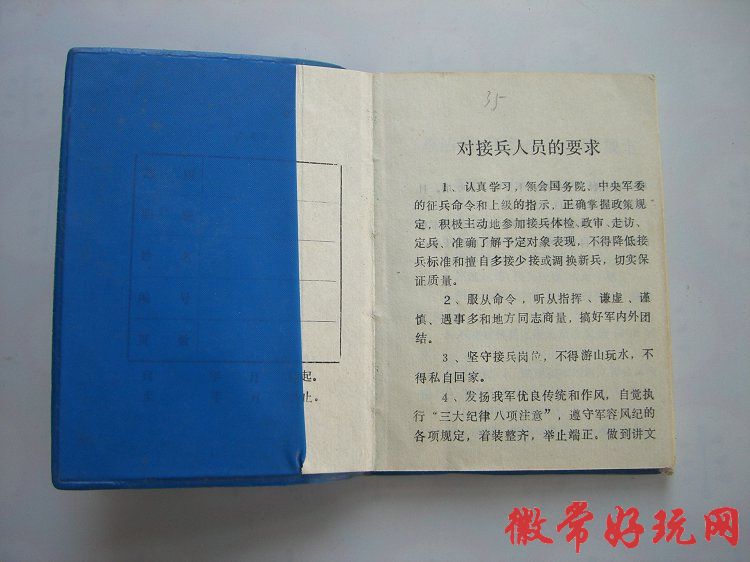 35
对接兵人员的要求
1、认真学习，领会国务院、中央军委
的征兵命令和上级的指示，正确掌握政策规
定，积极主动地参加接兵体检、政审、走访、
定兵、准确了解予定对象表现，不得降低接
兵标准和擅自多接少接或调换新兵，切实保
证质量。
2、服从命令，听从指挥、谦虚、谨
慎、遇事多和地方同志商量，搞好军内外团
结。
3、坚守接兵岗位，不得游山玩水，不
得私自回家。
4、发扬我军优良传统和作风，自觉执
行“三大纪律八项注意”，遵守军容风纪的
各项规定，着装整齐，举止端正。做到讲文
姓名
编号
页数
起。
止。
徽常好玩网